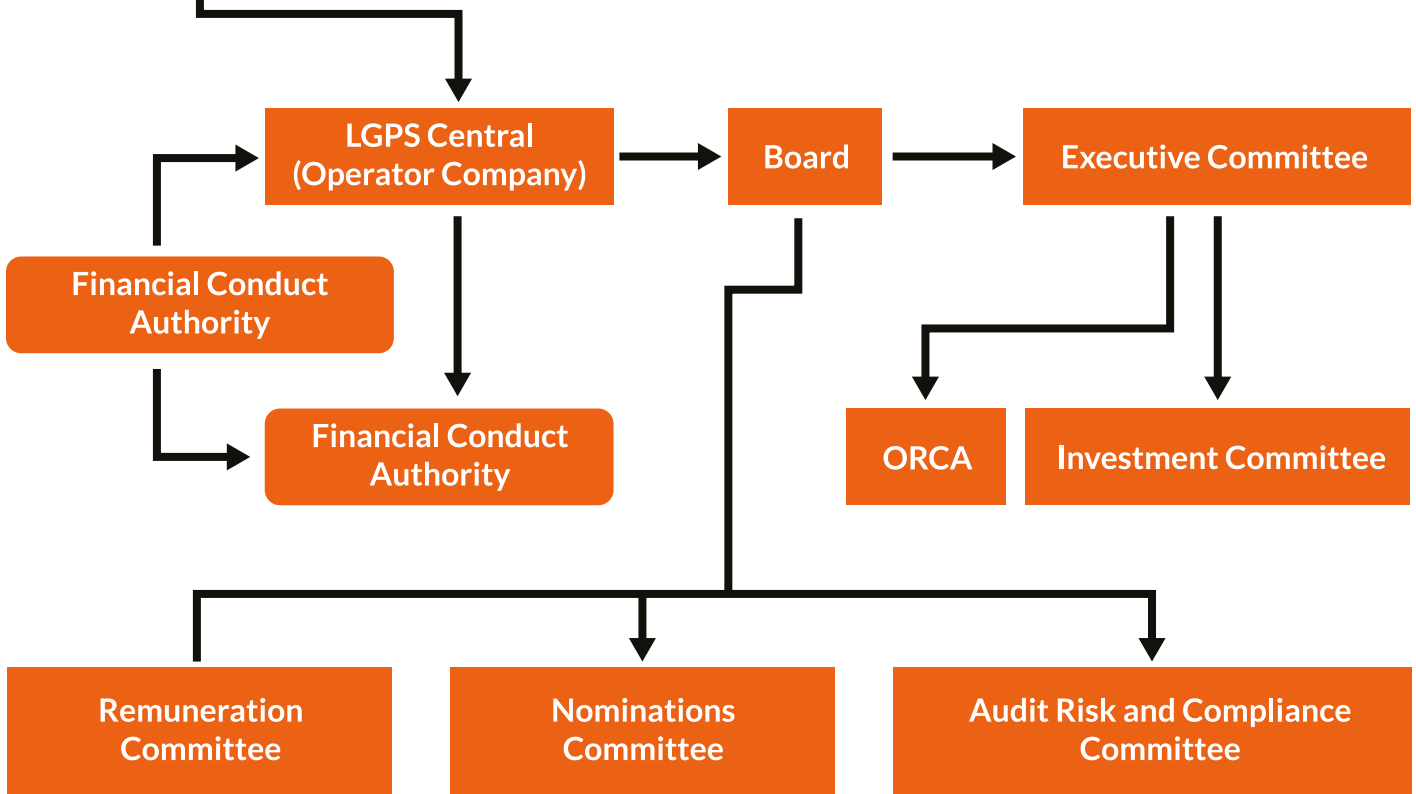 LGPS Central
(Operator Company)
Board
Executive Committee
Financial Conduct
Authority
Financial Conduct
Authority
ORCA
Investment Committee
Remuneration
Committee
Nominations
Committee
Audit Risk and Compliance
Committee